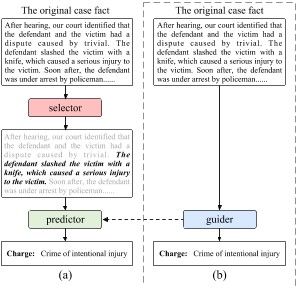 The original case fact
After hearing, our court identified that
the defendant and the victim had a
dispute caused by trivial. The
defendant slashed the victim with a
knife, which caused a serious injury to
the victim. Soon after, the defendant
was under arrest by policeman......
selector
After hearing, our court identified that
the defendant and the victim had a
dispute caused by trivial. The
defendant slashed the victim with a
knife, which caused a serious injury
to the victim. Soon after, the defendant
was under arrest by policeman......
predictor
Charge: Crime of intentional injury
(a)
The original case fact
After hearing, our court identified that
the defendant and the victim had a
dispute caused by trivial. The
defendant slashed the victim with a
knife, which caused a serious injury to
the victim. Soon after, the defendant
was under arrest by policeman......
guider
Charge: Crime of intentional injury
(b)